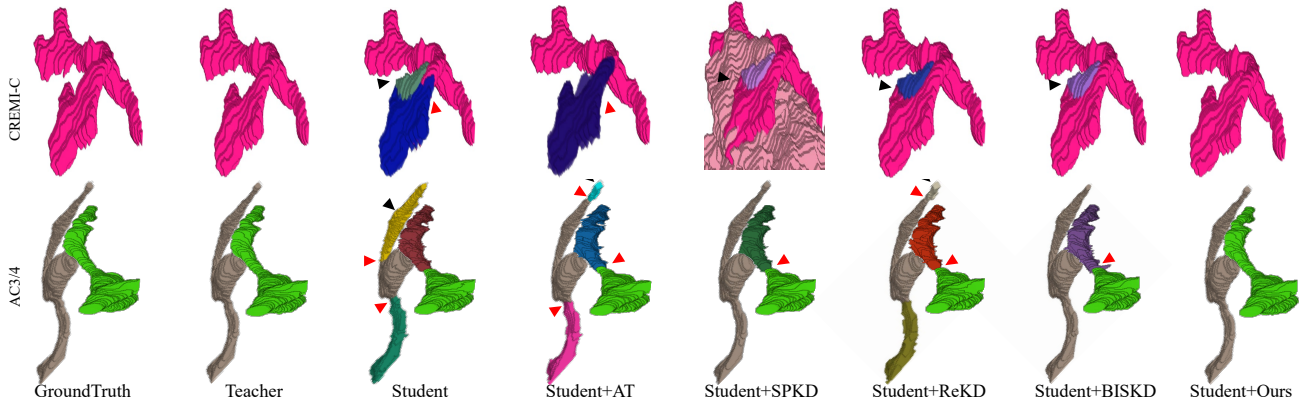 CREMI-C
AC3/4
GroundTruth
Teacher
Student
Student+AT
Student+SPKD
Student+ReKD
Student+BISKD
Student+Ours